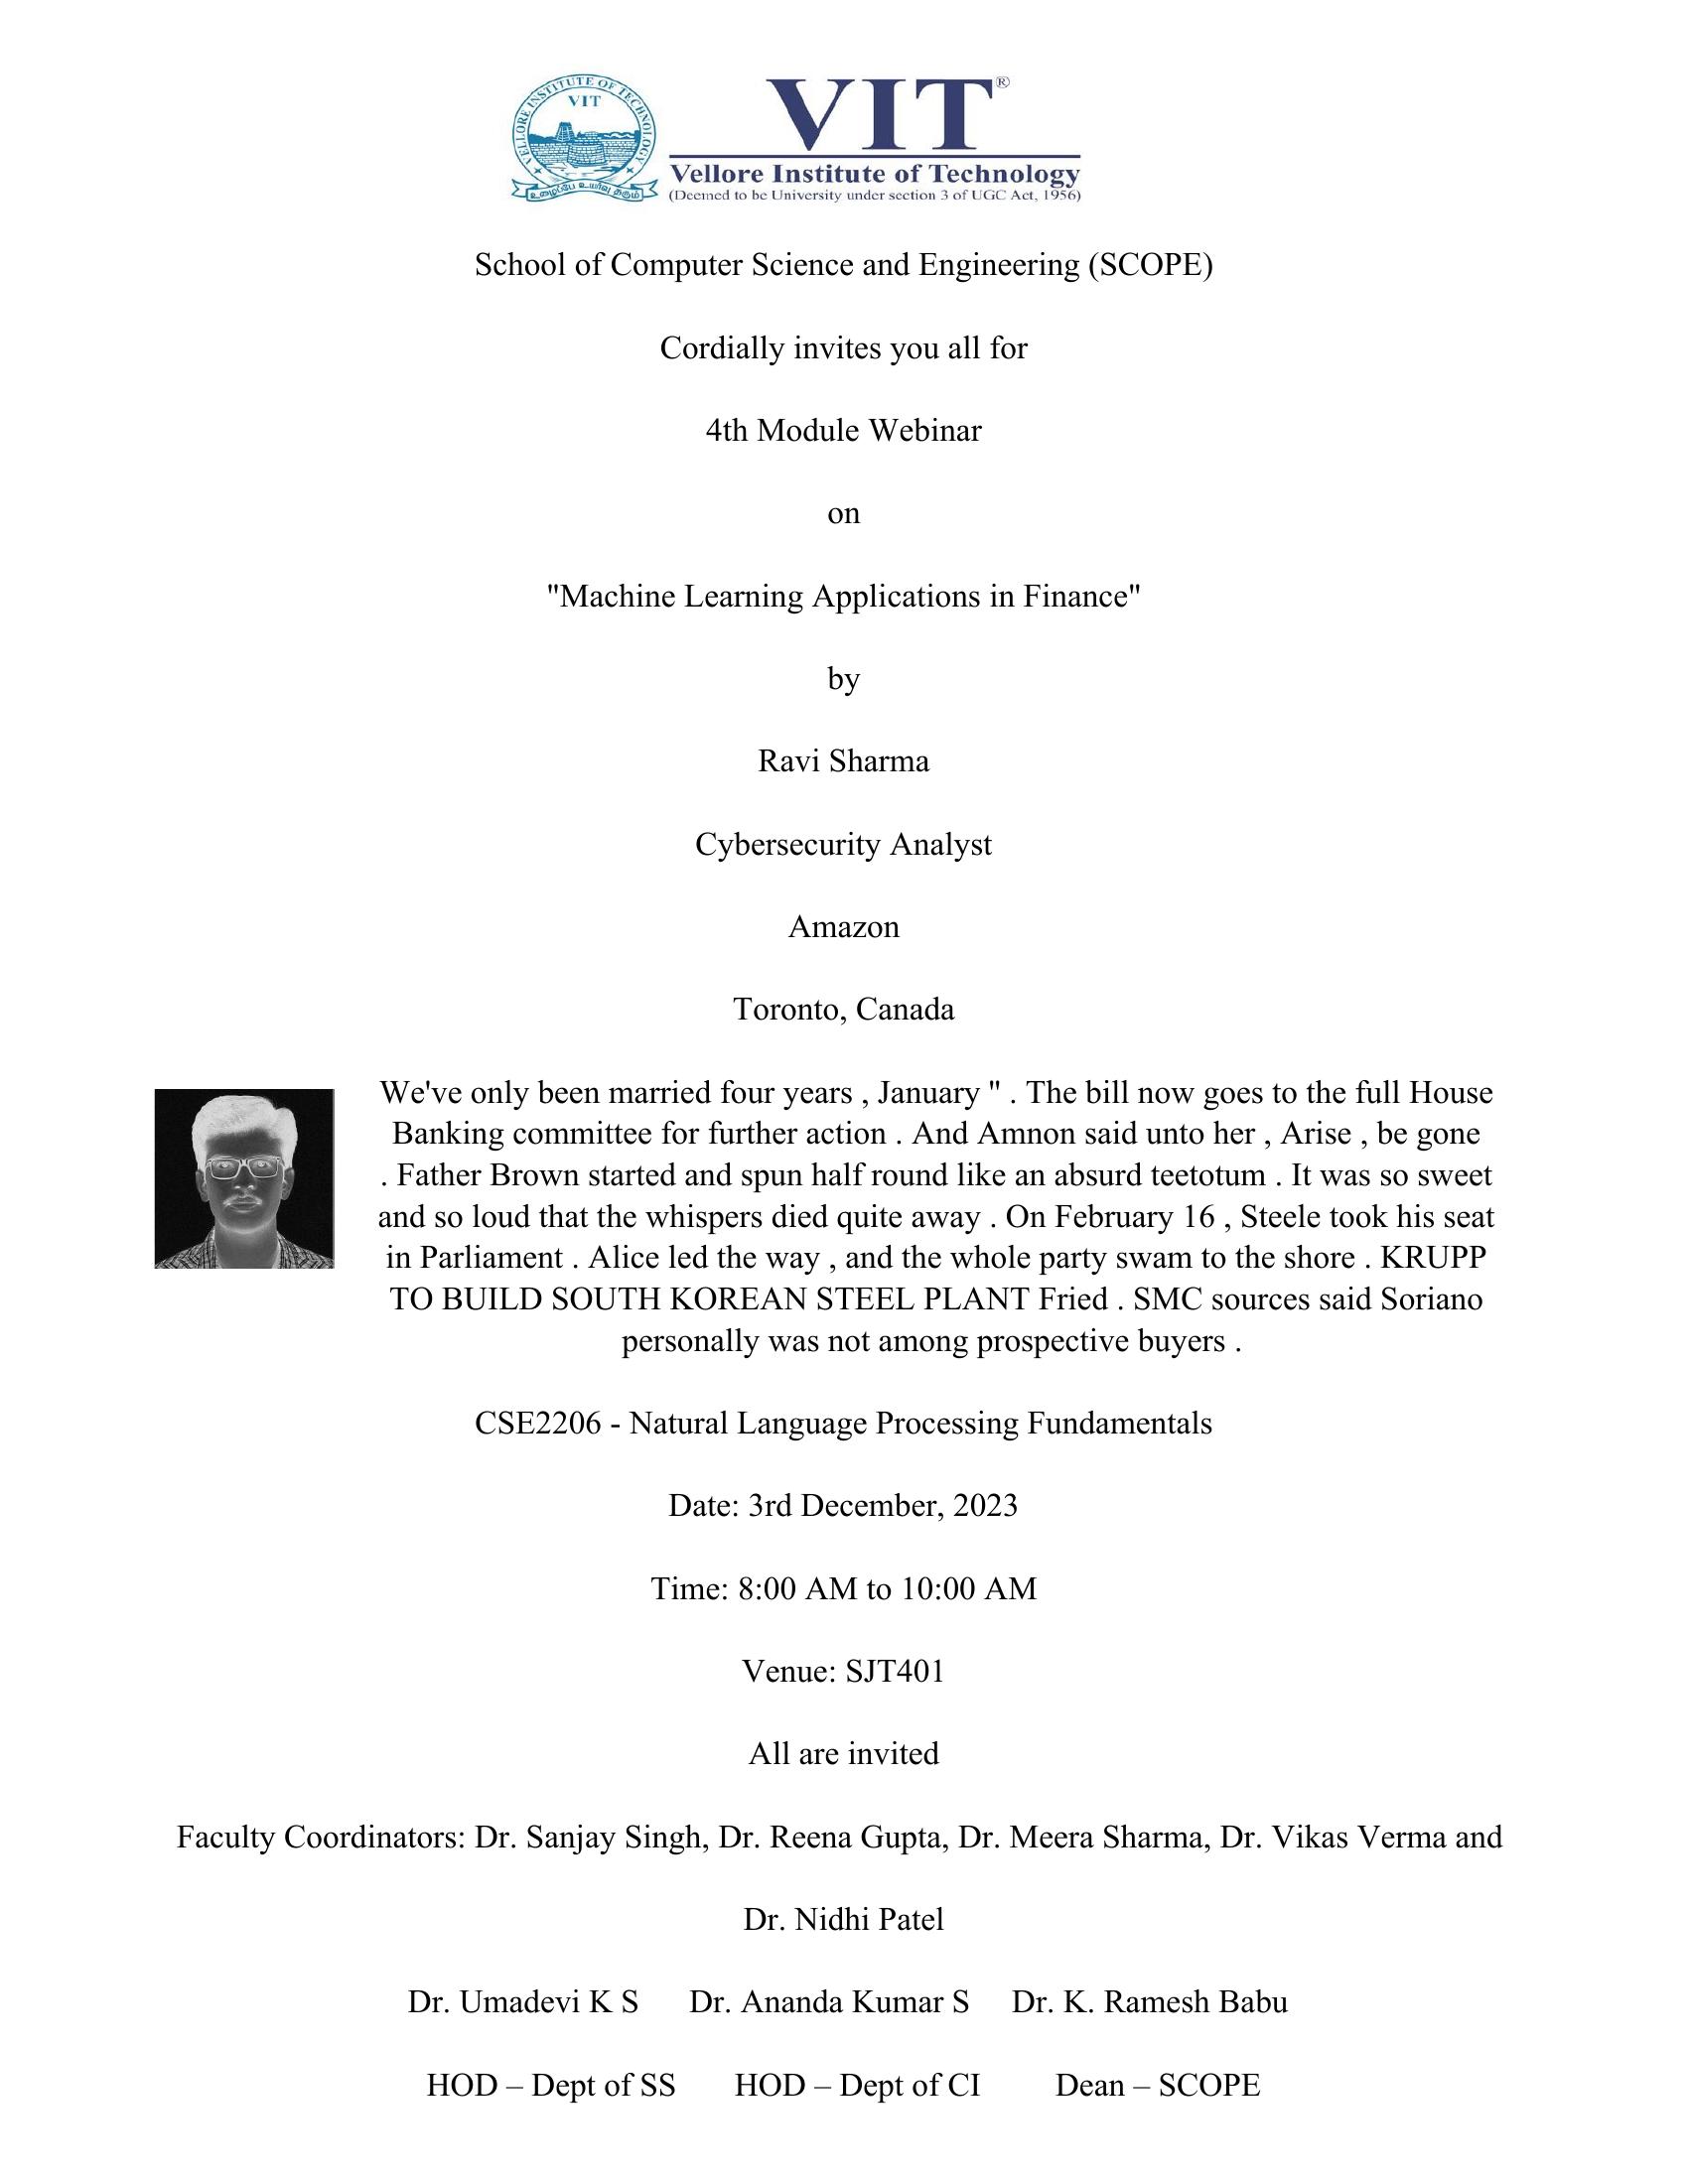 VELLORE INSTITUTE OF TECHNOLOGY
VIT
உழைப்பே உயர்வு தரும்
VIT®
Vellore Institute of Technology
(Deemed to be University under section 3 of UGC Act, 1956)
School of Computer Science and Engineering (SCOPE)
Cordially invites you all for
4th Module Webinar
on
"Machine Learning Applications in Finance"
by
Ravi Sharma
Cybersecurity Analyst
Amazon
Toronto, Canada
We've only been married four years , January " . The bill now goes to the full House
Banking committee for further action . And Amnon said unto her , Arise , be gone
. Father Brown started and spun half round like an absurd teetotum . It was so sweet
and so loud that the whispers died quite away . On February 16 , Steele took his seat
in Parliament . Alice led the way , and the whole party swam to the shore . KRUPP
TO BUILD SOUTH KOREAN STEEL PLANT Fried . SMC sources said Soriano
personally was not among prospective buyers .
CSE2206 - Natural Language Processing Fundamentals
Date: 3rd December, 2023
Time: 8:00 AM to 10:00 AM
Venue: SJT401
All are invited
Faculty Coordinators: Dr. Sanjay Singh, Dr. Reena Gupta, Dr. Meera Sharma, Dr. Vikas Verma and
Dr. Nidhi Patel
Dr. Umadevi K S Dr. Ananda Kumar S Dr. K. Ramesh Babu
HOD – Dept of SS HOD – Dept of CI Dean – SCOPE